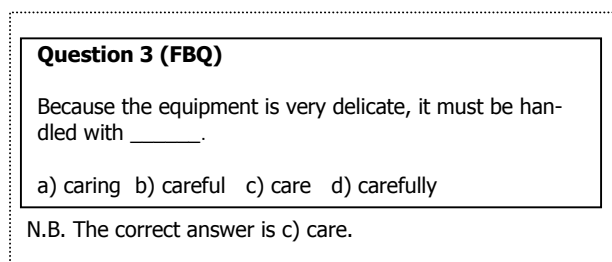 Question 3 (FBQ)
Because the equipment is very delicate, it must be han-
dled with ______.
a) caring b) careful c) care d) carefully
N.B. The correct answer is c) care.